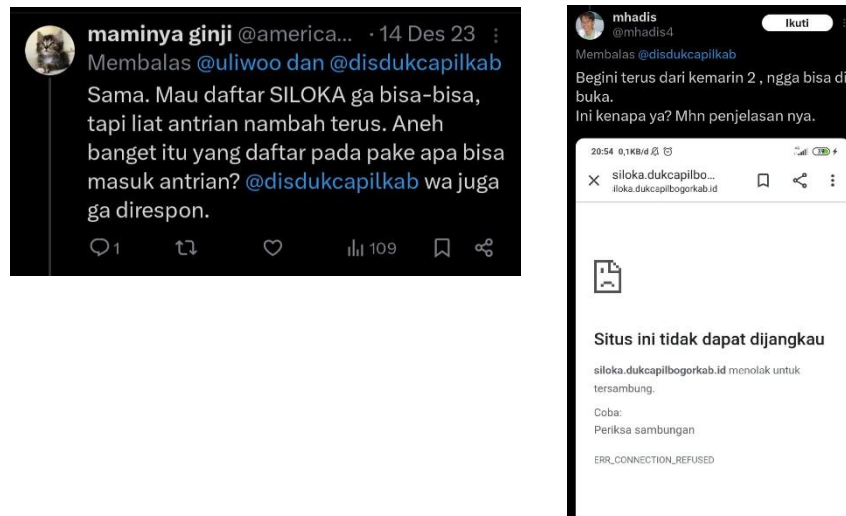 maminya ginji @america... · 14 Des 23
Membalas @uliwoo dan @disdukcapilkab
Sama. Mau daftar SILOKA ga bisa-bisa,
tapi liat antrian nambah terus. Aneh
banget itu yang daftar pada pake apa bisa
masuk antrian? @disdukcapilkab wa juga
ga direspon.
1
109
mhadis
@mhadis4
Ikuti
Membalas @disdukcapilkab
Begini terus dari kemarin 2 , ngga bisa di
buka.
Ini kenapa ya? Mhn penjelasan nya.
20:54 0,1KB/d
siloka.dukcapilbo...
iloka.dukcapilbogorkab.id
Situs ini tidak dapat dijangkau
siloka.dukcapilbogorkab.id menolak untuk
tersambung.
Coba:
Periksa sambungan
ERR_CONNECTION_REFUSED